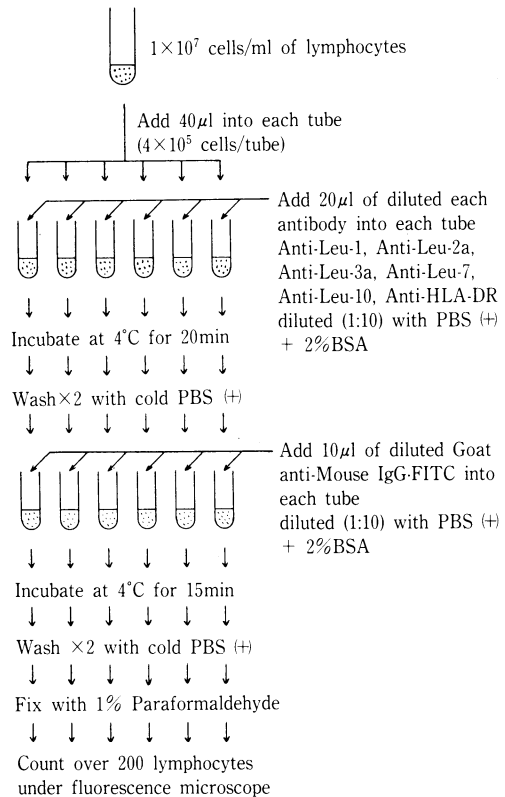 1×10⁷ cells/ml of lymphocytes
Add 40μl into each tube
(4×10⁵ cells/tube)
Add 20μl of diluted each
antibody into each tube
Anti-Leu-1, Anti-Leu-2a,
Anti-Leu-3a, Anti-Leu-7,
Anti-Leu-10, Anti-HLA-DR
diluted (1:10) with PBS (+)
+ 2%BSA
Incubate at 4°C for 20min
Wash×2 with cold PBS (+)
Add 10μl of diluted Goat
anti-Mouse IgG·FITC into
each tube
diluted (1:10) with PBS (+)
+ 2%BSA
Incubate at 4°C for 15min
Wash ×2 with cold PBS (+)
Fix with 1% Paraformaldehyde
Count over 200 lymphocytes
under fluorescence microscope